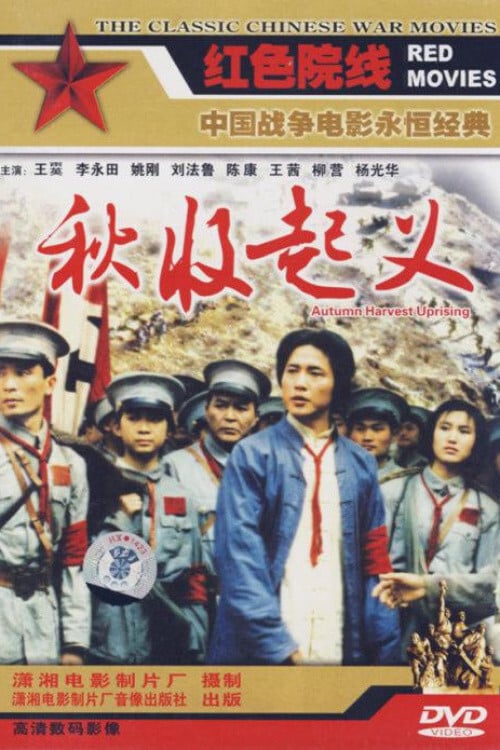 THE CLASSIC CHINESE WAR MOVIES
红色院线
RED
MOVIES
中国战争电影永恒经典
主演：王霙 李永田 姚刚 刘法鲁 陈康 王茜 柳营 杨光华
秋收起义
Autumn Harvest Uprising
潇湘电影制片厂 摄制
潇湘电影制片厂音像出版社 出版
高清数码影像
DVD
VIDEO